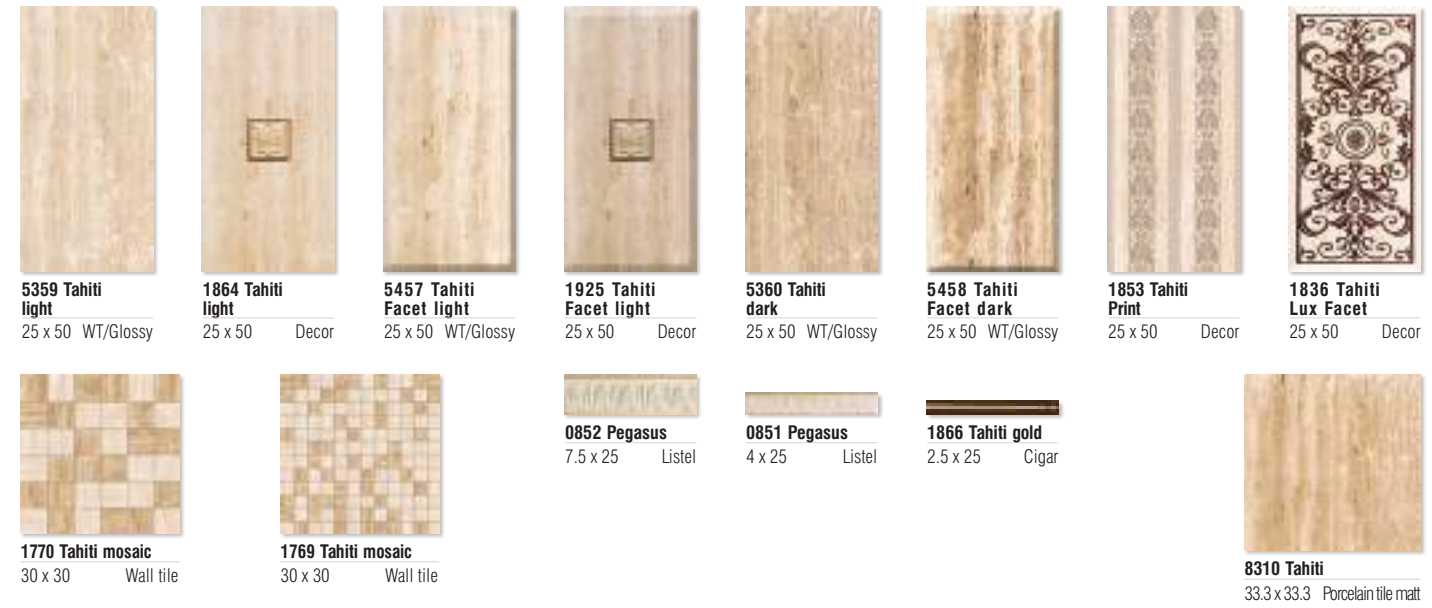 5359 Tahiti
light
25 x 50 WT/Glossy
1864 Tahiti
light
25 x 50 Decor
5457 Tahiti
Facet light
25 x 50 WT/Glossy
1925 Tahiti
Facet light
25 x 50 Decor
5360 Tahiti
dark
25 x 50 WT/Glossy
5458 Tahiti
Facet dark
25 x 50 WT/Glossy
1853 Tahiti
Print
25 x 50 Decor
1836 Tahiti
Lux Facet
25 x 50 Decor
1770 Tahiti mosaic
30 x 30 Wall tile
1769 Tahiti mosaic
30 x 30 Wall tile
0852 Pegasus
7.5 x 25 Listel
0851 Pegasus
4 x 25 Listel
1866 Tahiti gold
2.5 x 25 Cigar
8310 Tahiti
33.3 x 33.3 Porcelain tile matt